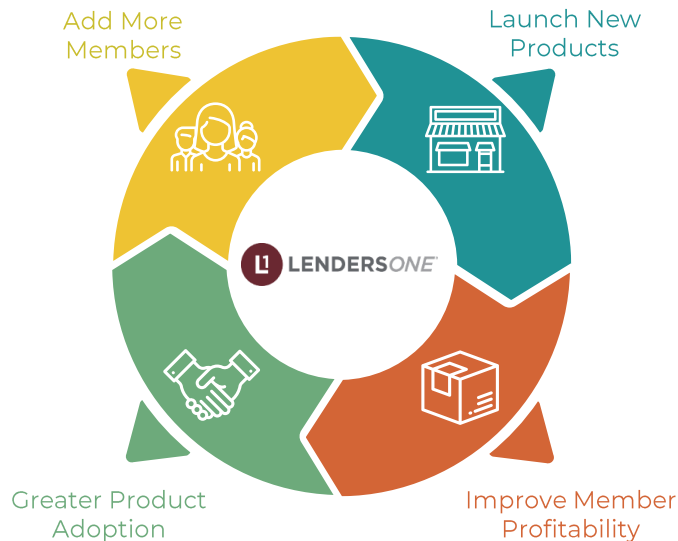 Add More
Members
Launch New
Products
L1 LENDERSONE
Greater Product
Adoption
Improve Member
Profitability